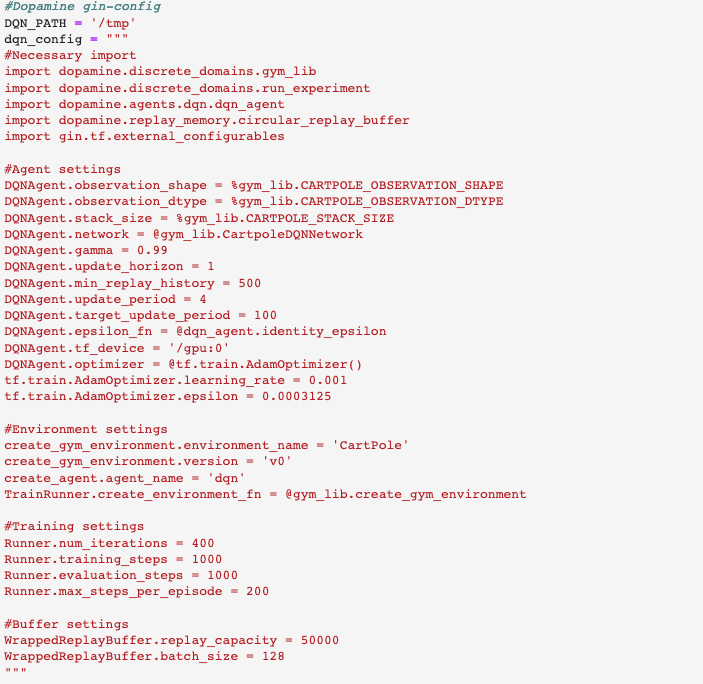 #Dopamine gin-config
DQN_PATH = '/tmp'
dqn_config = """
#Necessary import
import dopamine.discrete_domains.gym_lib
import dopamine.discrete_domains.run_experiment
import dopamine.agents.dqn.dqn_agent
import dopamine.replay_memory.circular_replay_buffer
import gin.tf.external_configurables

#Agent settings
DQNAgent.observation_shape = %gym_lib.CARTPOLE_OBSERVATION_SHAPE
DQNAgent.observation_dtype = %gym_lib.CARTPOLE_OBSERVATION_DTYPE
DQNAgent.stack_size = %gym_lib.CARTPOLE_STACK_SIZE
DQNAgent.network = @gym_lib.CartpoleDQNNetwork
DQNAgent.gamma = 0.99
DQNAgent.update_horizon = 1
DQNAgent.min_replay_history = 500
DQNAgent.update_period = 4
DQNAgent.target_update_period = 100
DQNAgent.epsilon_fn = @dqn_agent.identity_epsilon
DQNAgent.tf_device = '/gpu:0'
DQNAgent.optimizer = @tf.train.AdamOptimizer()
tf.train.AdamOptimizer.learning_rate = 0.001
tf.train.AdamOptimizer.epsilon = 0.0003125

#Environment settings
create_gym_environment.environment_name = 'CartPole'
create_gym_environment.version = 'v0'
create_agent.agent_name = 'dqn'
TrainRunner.create_environment_fn = @gym_lib.create_gym_environment

#Training settings
Runner.num_iterations = 400
Runner.training_steps = 1000
Runner.evaluation_steps = 1000
Runner.max_steps_per_episode = 200

#Buffer settings
WrappedReplayBuffer.replay_capacity = 50000
WrappedReplayBuffer.batch_size = 128
"""